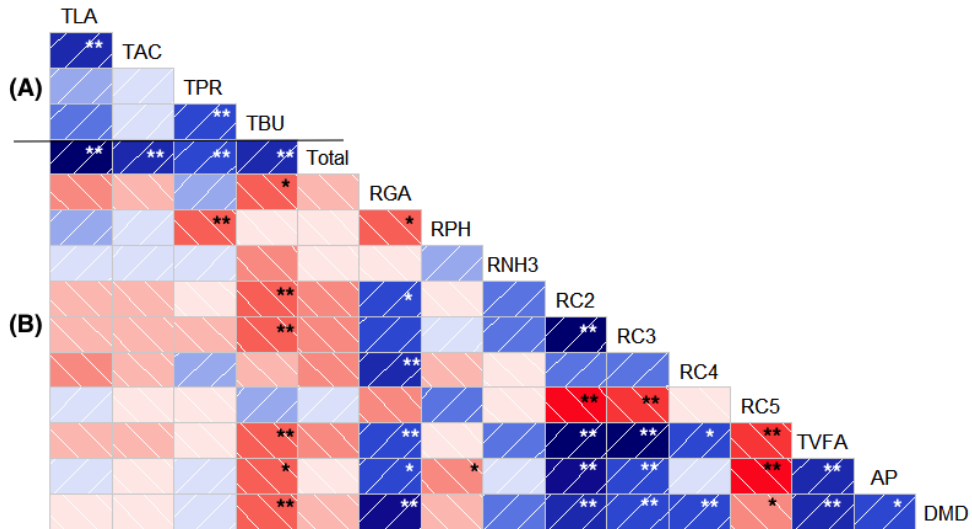 TLA
** TAC
(A) TPR
** TBU
** ** ** ** Total
* RGA
** * RPH
RNH3
** * RC2
(B) ** ** RC3
** RC4
** ** RC5
** ** ** ** * ** TVFA
* * * ** ** ** ** AP
** ** ** ** ** * ** * DMD